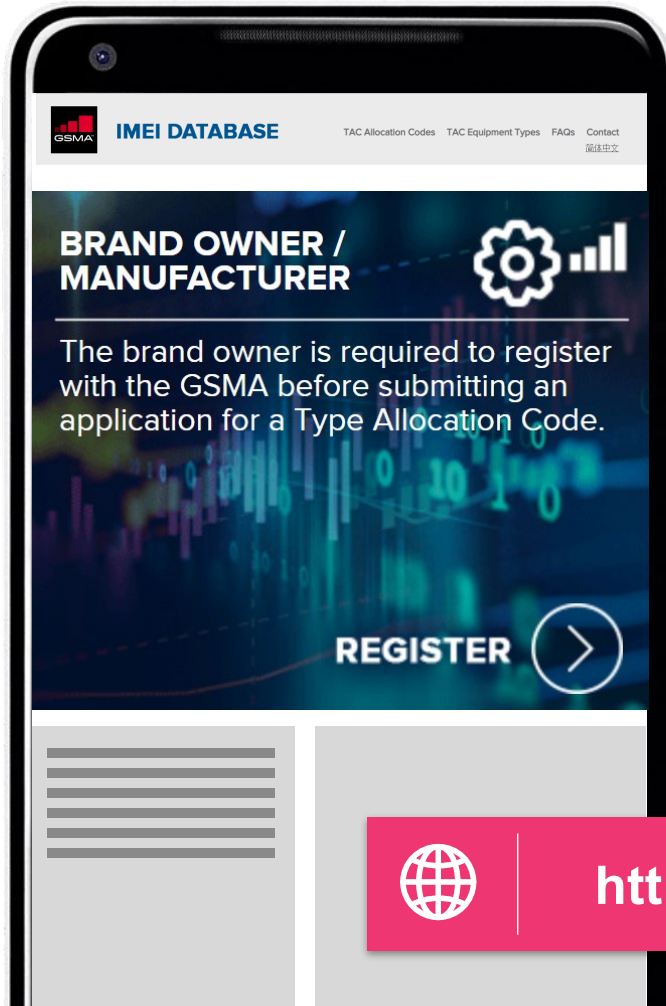 GSMA
IMEI DATABASE
TAC Allocation Codes TAC Equipment Types FAQs Contact
简体中文
BRAND OWNER /
MANUFACTURER
The brand owner is required to register
with the GSMA before submitting an
application for a Type Allocation Code.
REGISTER
htt